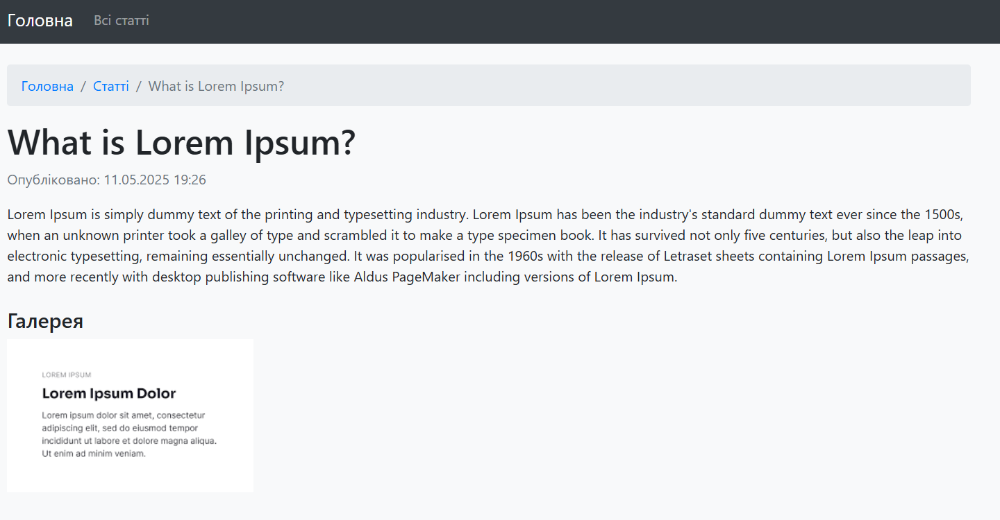 Головна Всі статті
Головна / Статті / What is Lorem Ipsum?
What is Lorem Ipsum?
Опубліковано: 11.05.2025 19:26
Lorem Ipsum is simply dummy text of the printing and typesetting industry. Lorem Ipsum has been the industry's standard dummy text ever since the 1500s,
when an unknown printer took a galley of type and scrambled it to make a type specimen book. It has survived not only five centuries, but also the leap into
electronic typesetting, remaining essentially unchanged. It was popularised in the 1960s with the release of Letraset sheets containing Lorem Ipsum passages,
and more recently with desktop publishing software like Aldus PageMaker including versions of Lorem Ipsum.
Галерея
LOREM IPSUM
Lorem Ipsum Dolor
Lorem ipsum dolor sit amet, consectetur
adipiscing elit, sed do eiusmod tempor
incididunt ut labore et dolore magna aliqua.
Ut enim ad minim veniam.